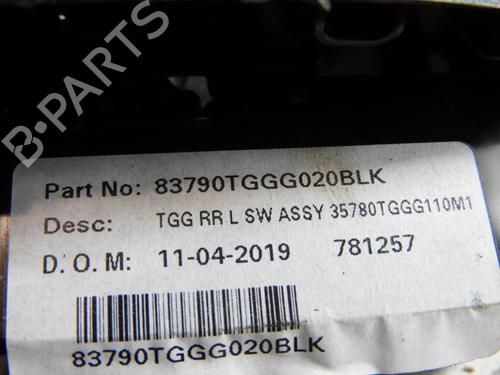 B-PARTS
Part No: 83790TGGG020BLK
Desc: TGG RR L SW ASSY 35780TGGG110M1
D. O. M: 11-04-2019 781257
83790TGGG020BLK